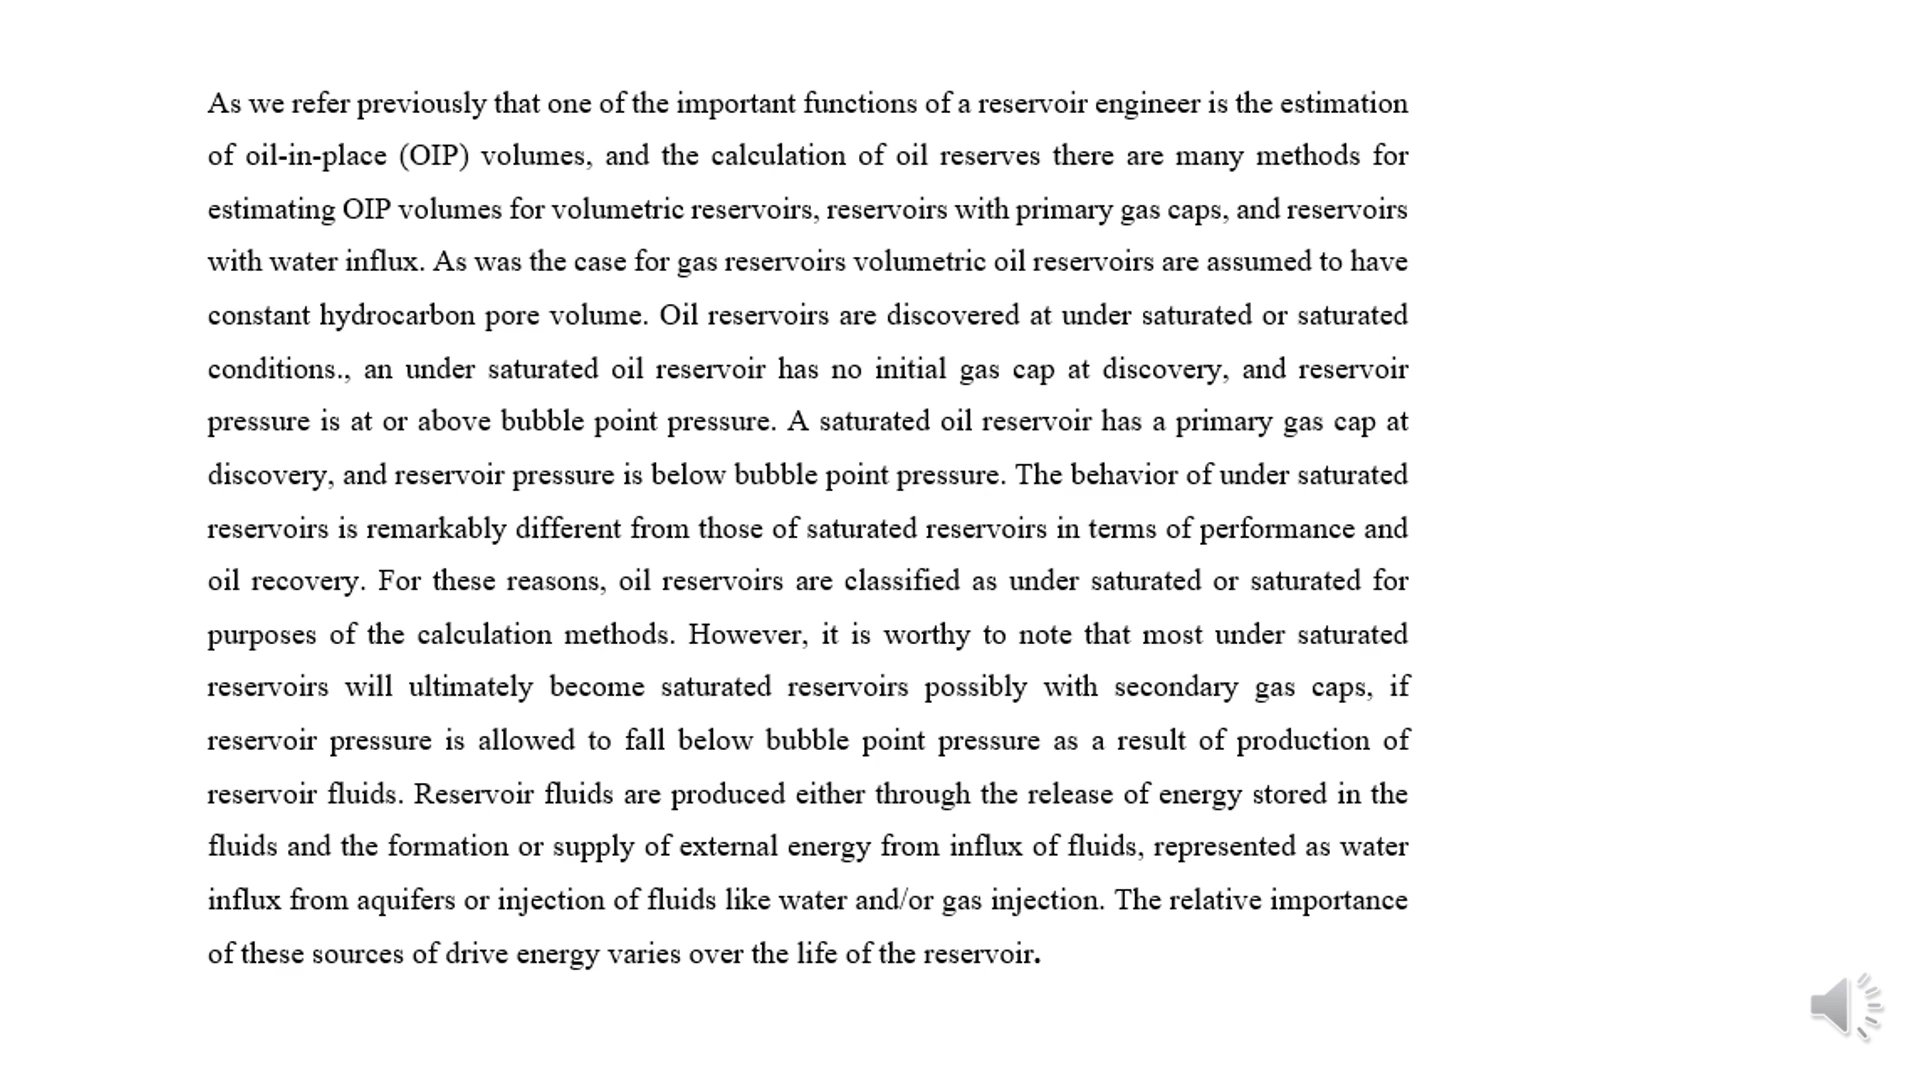 As we refer previously that one of the important functions of a reservoir engineer is the estimation
of oil-in-place (OIP) volumes, and the calculation of oil reserves there are many methods for
estimating OIP volumes for volumetric reservoirs, reservoirs with primary gas caps, and reservoirs
with water influx. As was the case for gas reservoirs volumetric oil reservoirs are assumed to have
constant hydrocarbon pore volume. Oil reservoirs are discovered at under saturated or saturated
conditions., an under saturated oil reservoir has no initial gas cap at discovery, and reservoir
pressure is at or above bubble point pressure. A saturated oil reservoir has a primary gas cap at
discovery, and reservoir pressure is below bubble point pressure. The behavior of under saturated
reservoirs is remarkably different from those of saturated reservoirs in terms of performance and
oil recovery. For these reasons, oil reservoirs are classified as under saturated or saturated for
purposes of the calculation methods. However, it is worthy to note that most under saturated
reservoirs will ultimately become saturated reservoirs possibly with secondary gas caps, if
reservoir pressure is allowed to fall below bubble point pressure as a result of production of
reservoir fluids. Reservoir fluids are produced either through the release of energy stored in the
fluids and the formation or supply of external energy from influx of fluids, represented as water
influx from aquifers or injection of fluids like water and/or gas injection. The relative importance
of these sources of drive energy varies over the life of the reservoir.